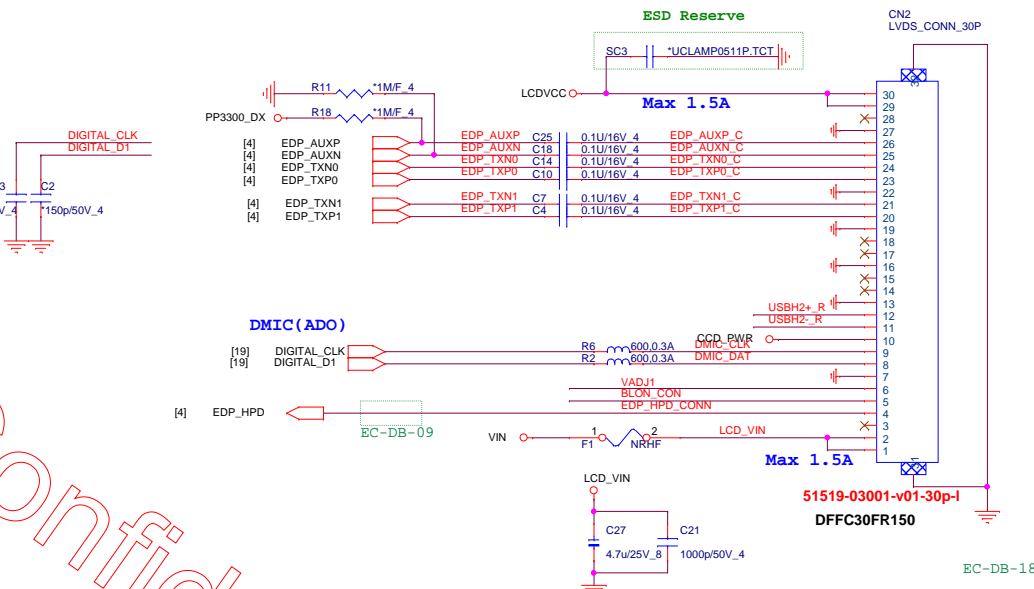 ESD Reserve
CN2
LVDS_CONN_30P
SC3 *UCLAMP0511P.TCT
R11 *1M/F_4
LCDVCC
Max 1.5A
R18 *1M/F_4
PP3300_DX
DIGITAL_CLK
DIGITAL_D1
[4] EDP_AUXP EDP_AUXP C25 0.1U/16V_4 EDP_AUXP_C
[4] EDP_AUXN EDP_AUXN C18 0.1U/16V_4 EDP_AUXN_C
[4] EDP_TXN0 EDP_TXN0 C14 0.1U/16V_4 EDP_TXN0_C
[4] EDP_TXP0 EDP_TXP0 C10 0.1U/16V_4 EDP_TXP0_C
[4] EDP_TXN1 EDP_TXN1 C7 0.1U/16V_4 EDP_TXN1_C
[4] EDP_TXP1 EDP_TXP1 C4 0.1U/16V_4 EDP_TXP1_C
3 C2
V_4 *150p/50V_4
30
29
28
27
26
25
24
23
22
21
20
19
18
17
16
15
14
13
12
11
10
9
8
7
6
5
4
3
2
1
31
USBH2+_R
USBH2-_R
CCD_PWR
DMIC(ADO)
[19] DIGITAL_CLK R6 600,0.3A DMIC_CLK
[19] DIGITAL_D1 R2 600,0.3A DMIC_DAT
VADJ1
BLON_CON
[4] EDP_HPD EDP_HPD_CONN
EC-DB-09
VIN 1 2 LCD_VIN
F1 NRHF
Max 1.5A
LCD_VIN
51519-03001-v01-30p-l
DFFC30FR150
C27 C21
4.7u/25V_8 1000p/50V_4
EC-DB-18
onfid